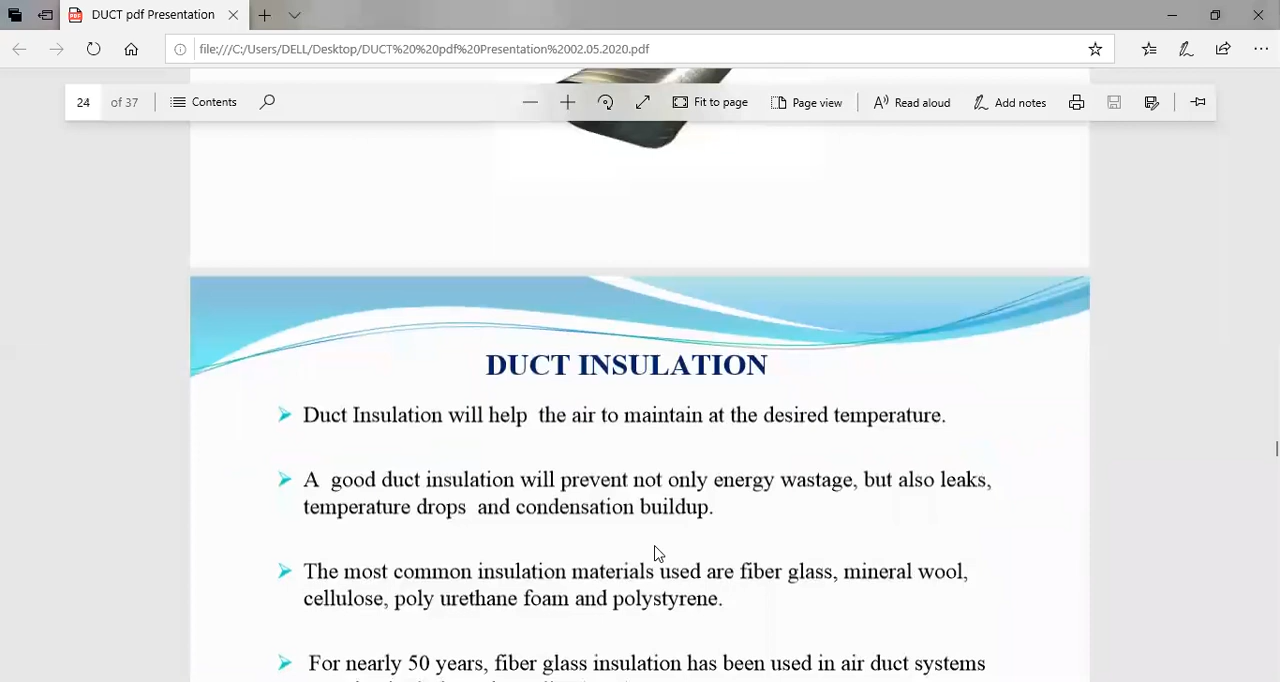 DUCT pdf Presentation
file:///C:/Users/DELL/Desktop/DUCT%20%20pdf%20Presentation%2002.05.2020.pdf
24 of 37 Contents Fit to page Page view Read aloud Add notes
DUCT INSULATION
Duct Insulation will help the air to maintain at the desired temperature.
A good duct insulation will prevent not only energy wastage, but also leaks,
temperature drops and condensation buildup.
The most common insulation materials used are fiber glass, mineral wool,
cellulose, poly urethane foam and polystyrene.
For nearly 50 years, fiber glass insulation has been used in air duct systems